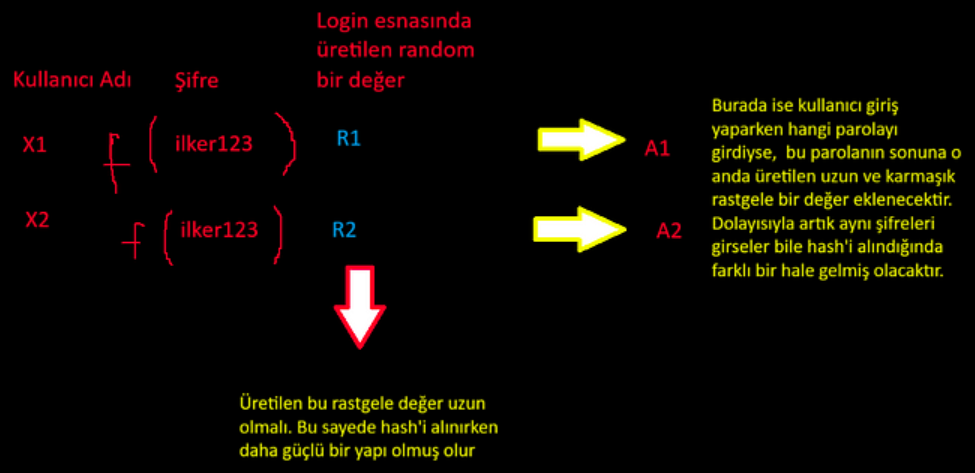 Login esnasında
üretilen random
bir değer
Kullanıcı Adı Şifre
X1 f ( ilker123 ) R1 A1
X2 f ( ilker123 ) R2 A2
Burada ise kullanıcı giriş
yaparken hangi parolayı
girdiyse, bu parolanın sonuna o
anda üretilen uzun ve karmaşık
rastgele bir değer eklenecektir.
Dolayısıyla artık aynı şifreleri
girseler bile hash'i alındığında
farklı bir hale gelmiş olacaktır.
Üretilen bu rastgele değer uzun
olmalı. Bu sayede hash'i alınırken
daha güçlü bir yapı olmuş olur